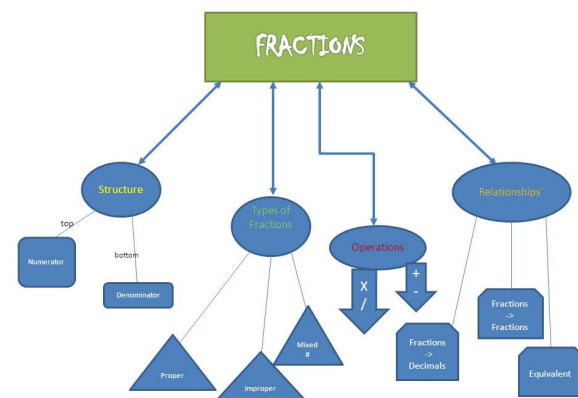 FRACTIONS
Structure
top
Numerator
bottom
Denominator
Types of
Fractions
Proper
Improper
Mixed
#
Operations
X
/
+
-
Relationships`
Fractions
->
Decimals
Fractions
->
Fractions
Equivalent